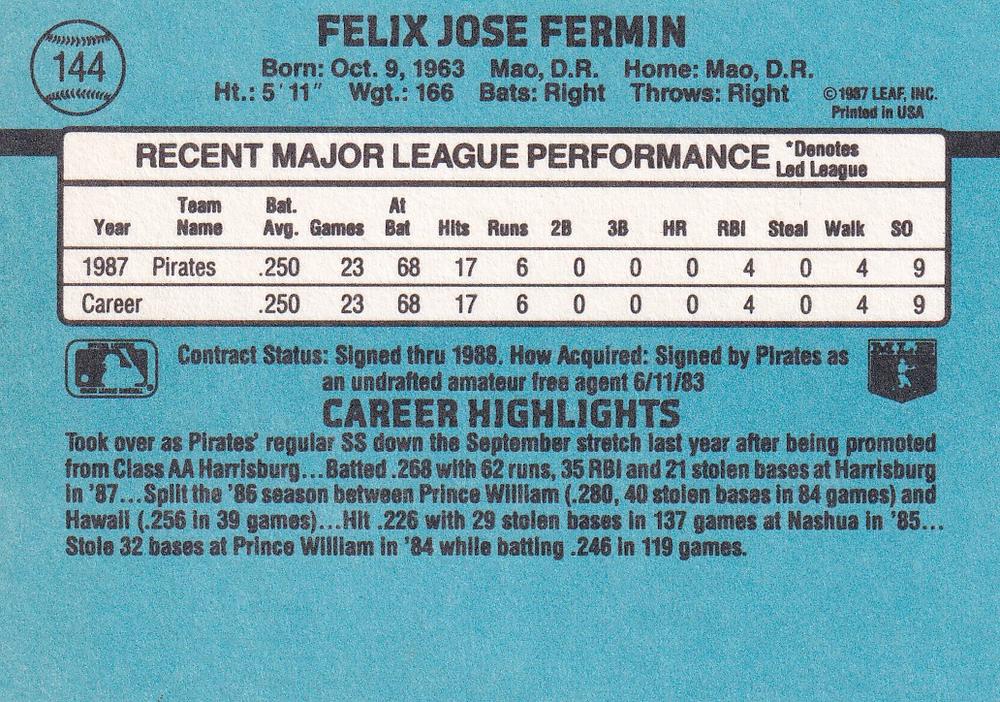 144
FELIX JOSE FERMIN
Born: Oct. 9, 1963 Mao, D.R. Home: Mao, D.R.
Ht.: 5' 11" Wgt.: 166 Bats: Right Throws: Right
©1987 LEAF, INC.
Printed in USA
RECENT MAJOR LEAGUE PERFORMANCE *Denotes Led League
Year Team Name Bat. Avg. Games At Bat Hits Runs 2B 3B HR RBI Steal Walk SO
1987 Pirates .250 23 68 17 6 0 0 0 4 0 4 9
Career .250 23 68 17 6 0 0 0 4 0 4 9
Contract Status: Signed thru 1988. How Acquired: Signed by Pirates as
an undrafted amateur free agent 6/11/83
MLB
CAREER HIGHLIGHTS
Took over as Pirates' regular SS down the September stretch last year after being promoted
from Class AA Harrisburg...Batted .268 with 62 runs, 35 RBI and 21 stolen bases at Harrisburg
in '87...Split the '86 season between Prince William (.280, 40 stolen bases in 84 games) and
Hawaii (.256 in 39 games)...Hit .226 with 29 stolen bases in 137 games at Nashua in '85...
Stole 32 bases at Prince William in '84 while batting .246 in 119 games.